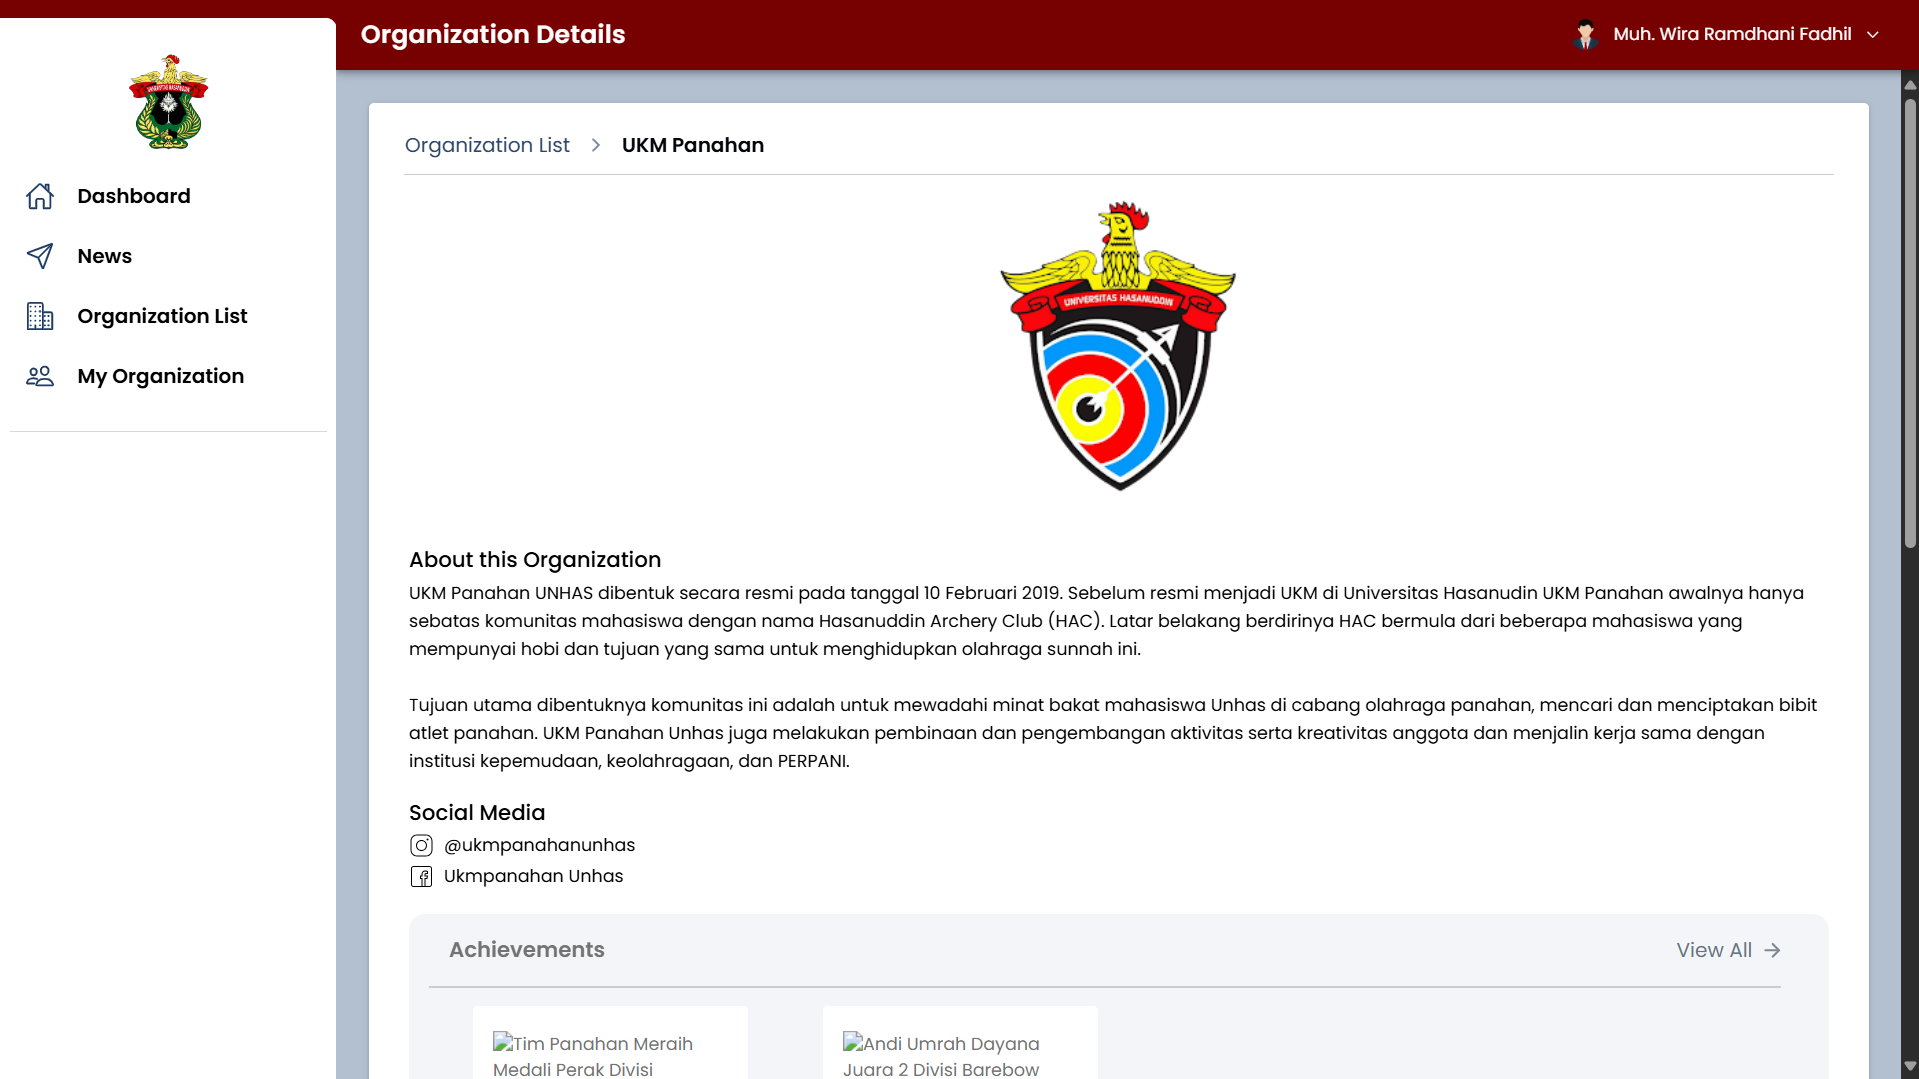 Organization Details
Muh. Wira Ramdhani Fadhil
UNIVERSITAS HASANUDDIN
Dashboard
News
Organization List
My Organization
Organization List > UKM Panahan
UNIVERSITAS HASANUDDIN
About this Organization
UKM Panahan UNHAS dibentuk secara resmi pada tanggal 10 Februari 2019. Sebelum resmi menjadi UKM di Universitas Hasanudin UKM Panahan awalnya hanya
sebatas komunitas mahasiswa dengan nama Hasanuddin Archery Club (HAC). Latar belakang berdirinya HAC bermula dari beberapa mahasiswa yang
mempunyai hobi dan tujuan yang sama untuk menghidupkan olahraga sunnah ini.
Tujuan utama dibentuknya komunitas ini adalah untuk mewadahi minat bakat mahasiswa Unhas di cabang olahraga panahan, mencari dan menciptakan bibit
atlet panahan. UKM Panahan Unhas juga melakukan pembinaan dan pengembangan aktivitas serta kreativitas anggota dan menjalin kerja sama dengan
institusi kepemudaan, keolahragaan, dan PERPANI.
Social Media
@ukmpanahanunhas
Ukmpanahan Unhas
Achievements
View All
Tim Panahan Meraih
Medali Perak Divisi
Andi Umrah Dayana
Juara 2 Divisi Barebow